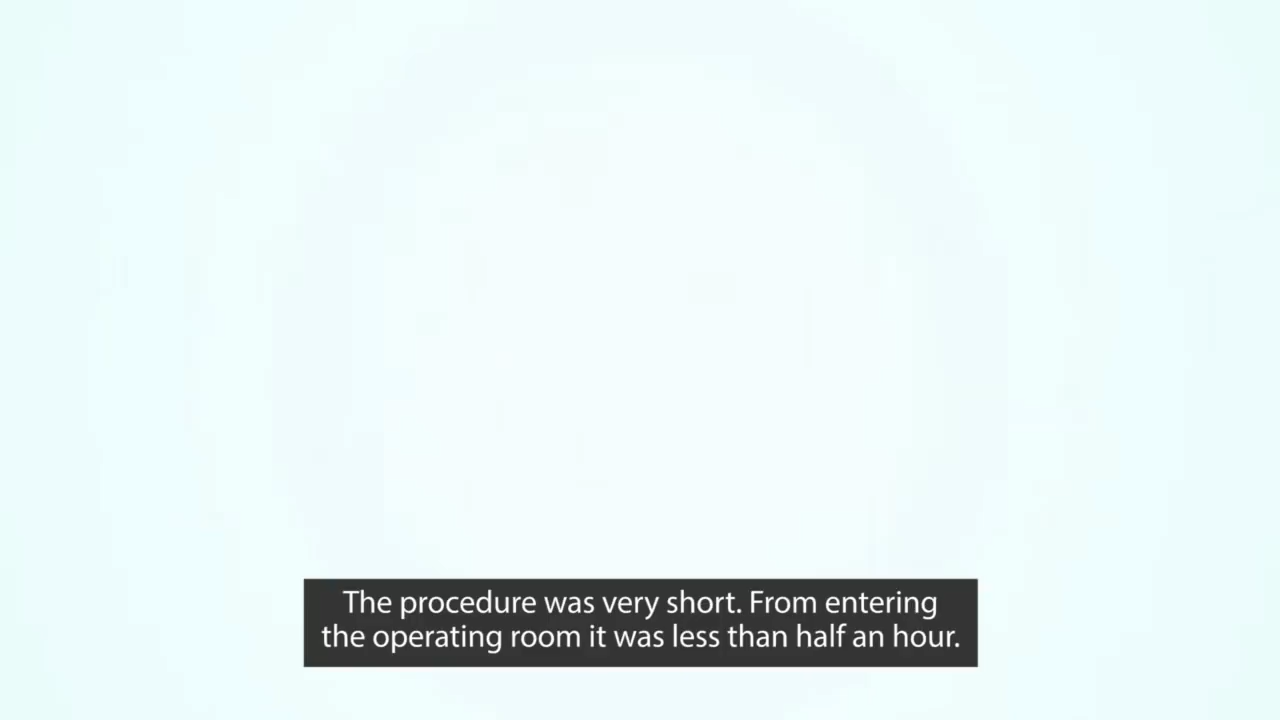 The procedure was very short. From entering
the operating room it was less than half an hour.